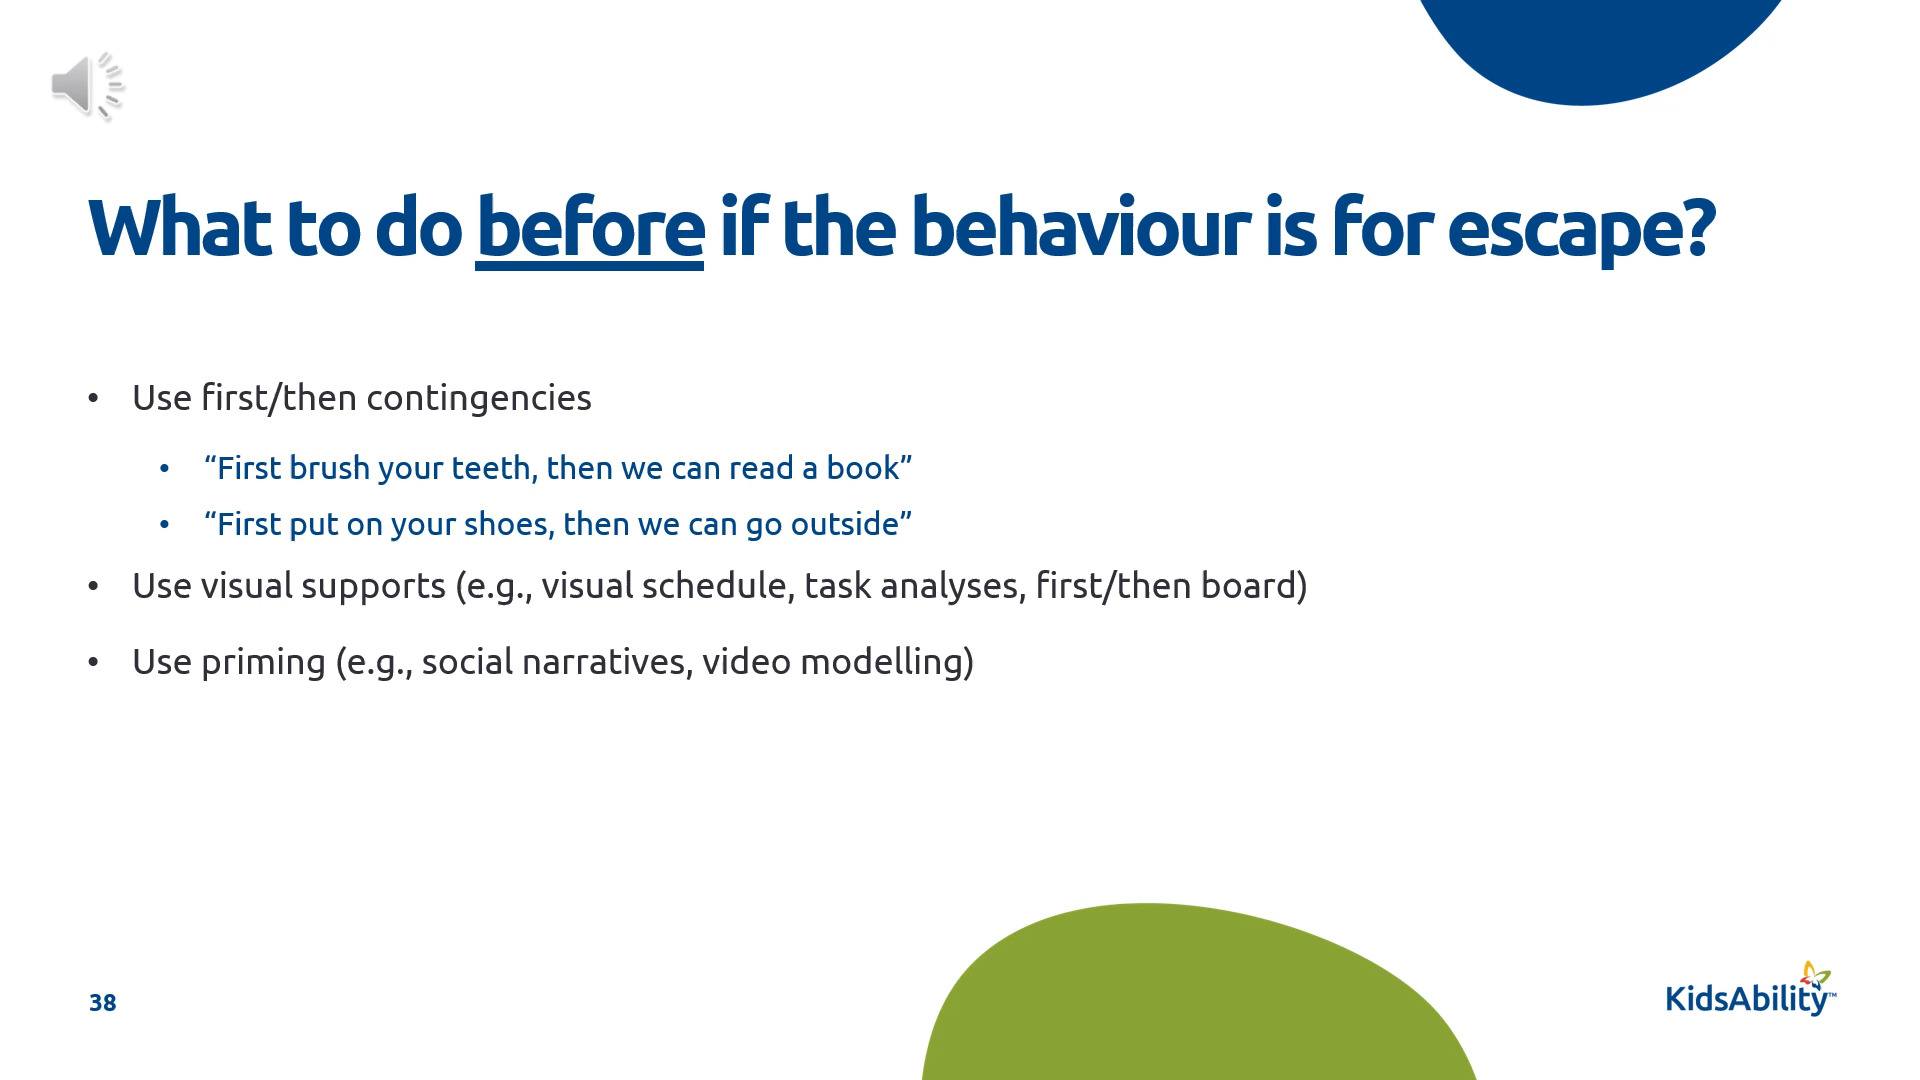 What to do before if the behaviour is for escape?
• Use first/then contingencies
• “First brush your teeth, then we can read a book”
• “First put on your shoes, then we can go outside”
• Use visual supports (e.g., visual schedule, task analyses, first/then board)
• Use priming (e.g., social narratives, video modelling)
38
KidsAbility™